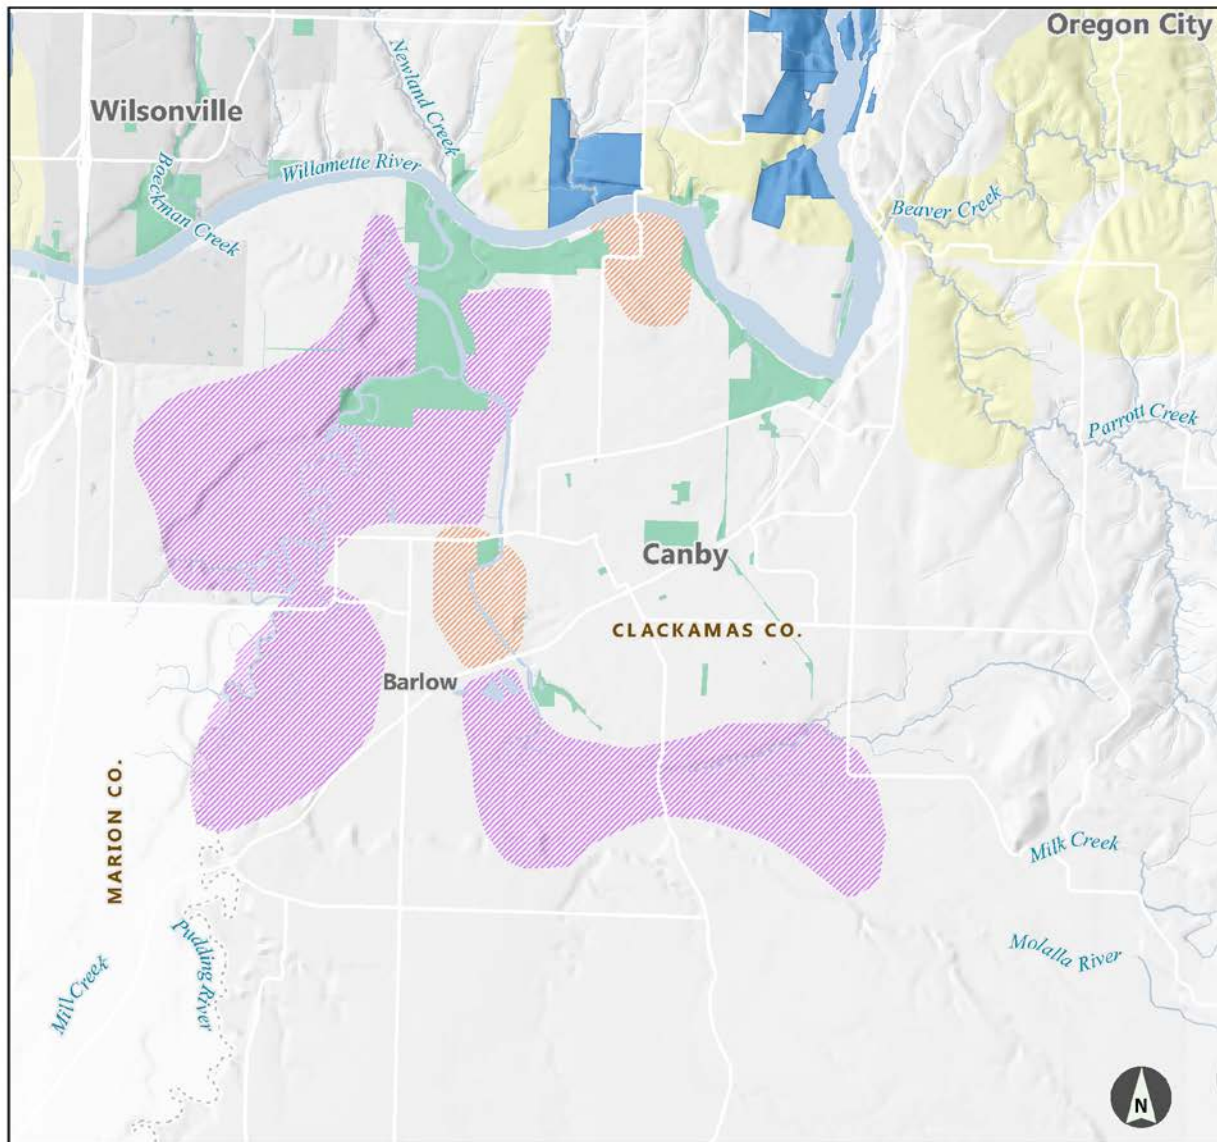 Oregon City
Wilsonville
Newland Creek
Willamette River
Boeckman Creek
Beaver Creek
Parrott Creek
Canby
CLACKAMAS CO.
Barlow
MARION CO.
Milk Creek
Molalla River
Pudding River
Mill Creek
N